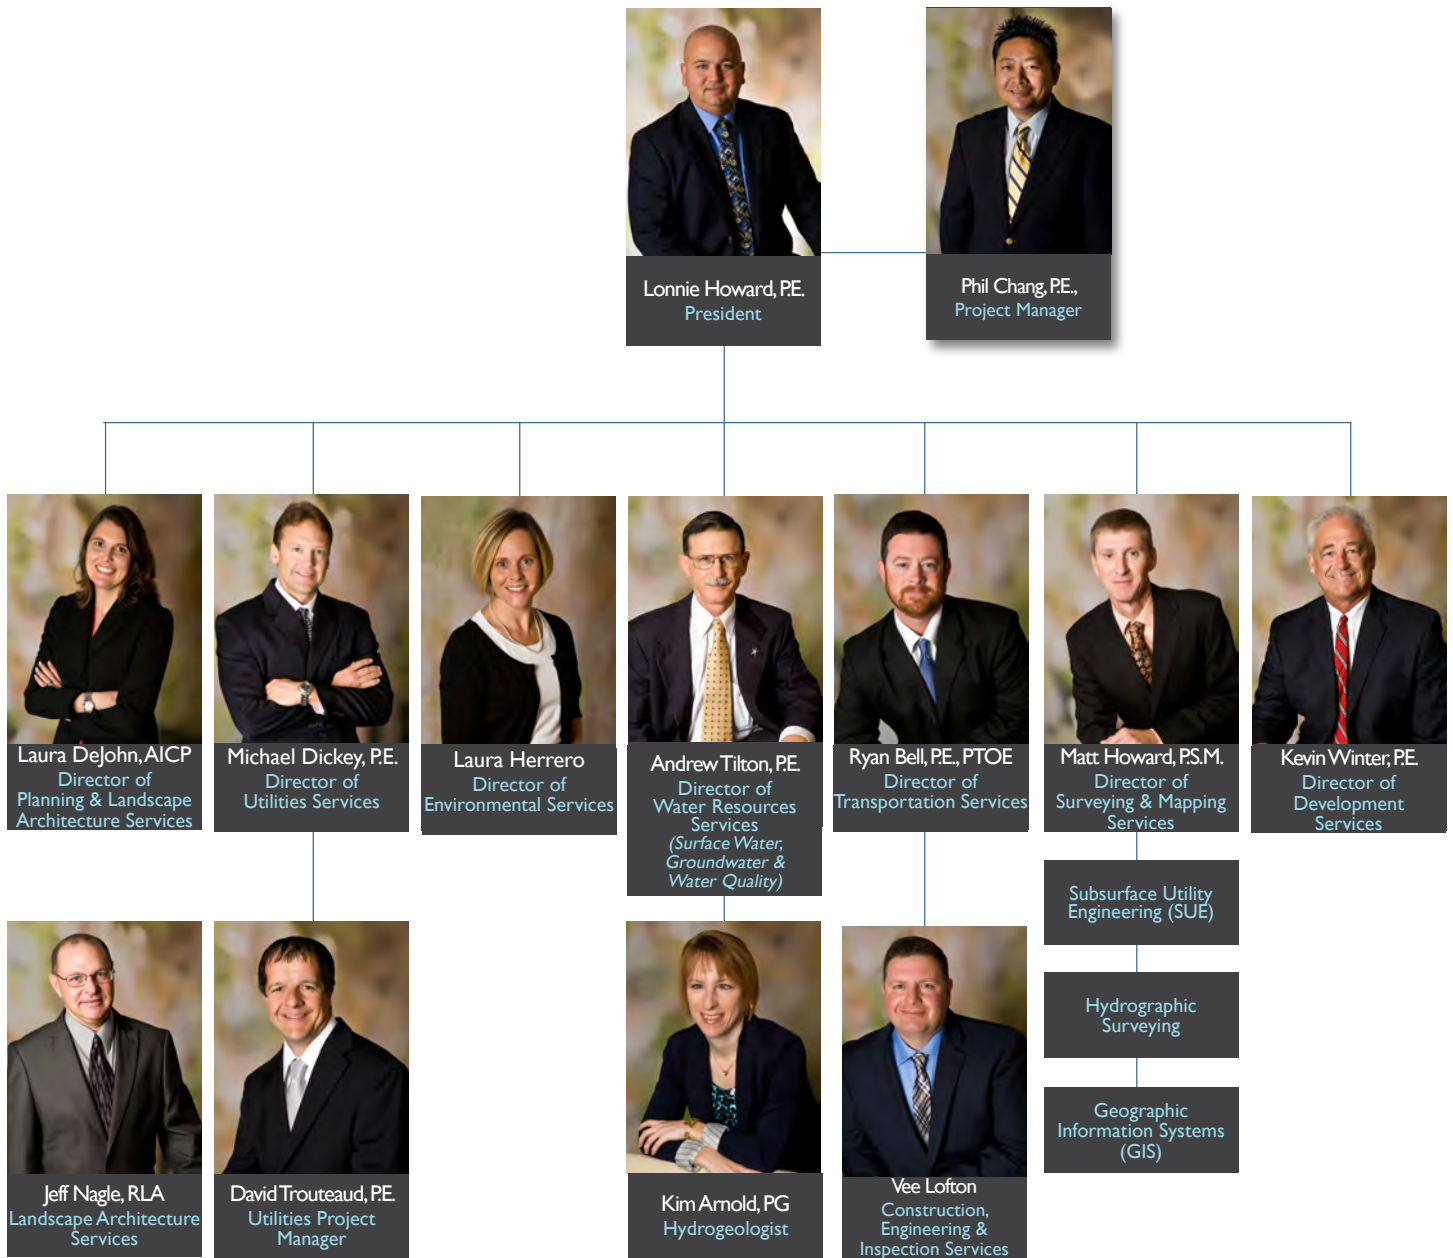 Lonnie Howard, P.E.
President
Phil Chang, P.E.,
Project Manager
Laura DeJohn, AICP
Director of
Planning & Landscape
Architecture Services
Michael Dickey, P.E.
Director of
Utilities Services
Laura Herrero
Director of
Environmental Services
Andrew Tilton, P.E.
Director of
Water Resources
Services
(Surface Water,
Groundwater &
Water Quality)
Ryan Bell, P.E., PTOE
Director of
Transportation Services
Matt Howard, P.S.M.
Director of
Surveying & Mapping
Services
Kevin Winter, P.E.
Director of
Development
Services
Jeff Nagle, RLA
Landscape Architecture
Services
David Trouteaud, P.E.
Utilities Project
Manager
Kim Arnold, PG
Hydrogeologist
Vee Lofton
Construction,
Engineering &
Inspection Services
Subsurface Utility
Engineering (SUE)
Hydrographic
Surveying
Geographic
Information Systems
(GIS)